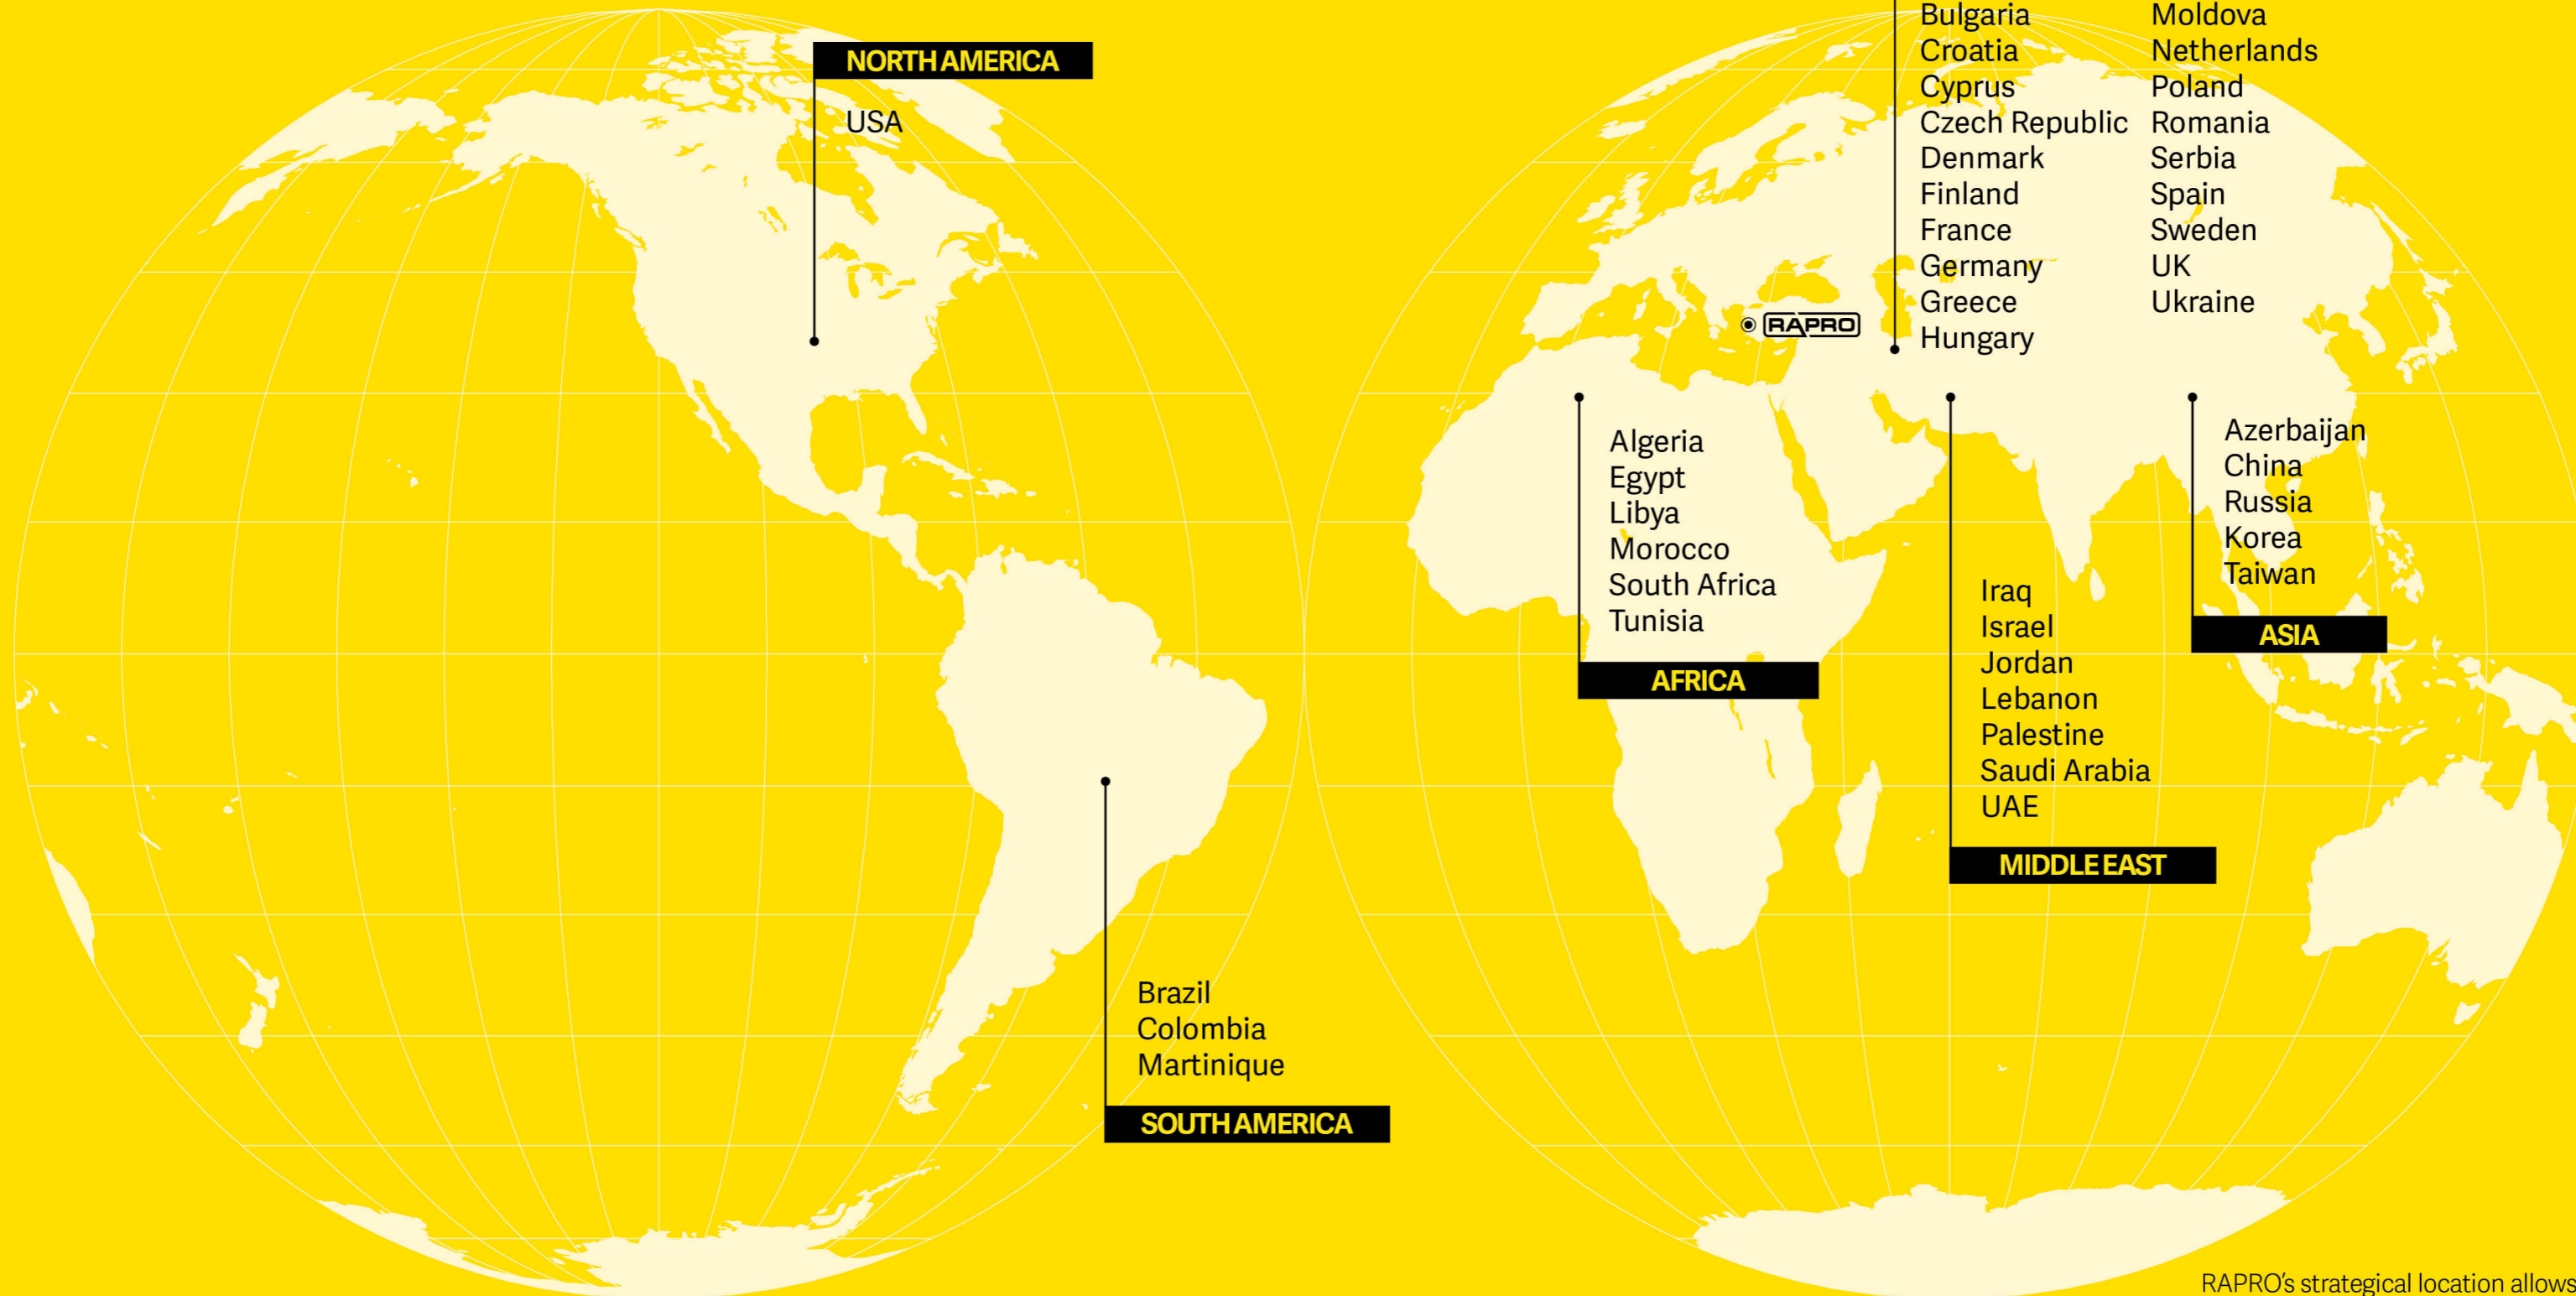 NORTH AMERICA
USA
Bulgaria
Croatia
Cyprus
Czech Republic
Denmark
Finland
France
Germany
Greece
Hungary
Moldova
Netherlands
Poland
Romania
Serbia
Spain
Sweden
UK
Ukraine
RAPRO
Algeria
Egypt
Libya
Morocco
South Africa
Tunisia
AFRICA
Iraq
Israel
Jordan
Lebanon
Palestine
Saudi Arabia
UAE
MIDDLE EAST
Azerbaijan
China
Russia
Korea
Taiwan
ASIA
Brazil
Colombia
Martinique
SOUTH AMERICA
RAPRO's strategical location allows